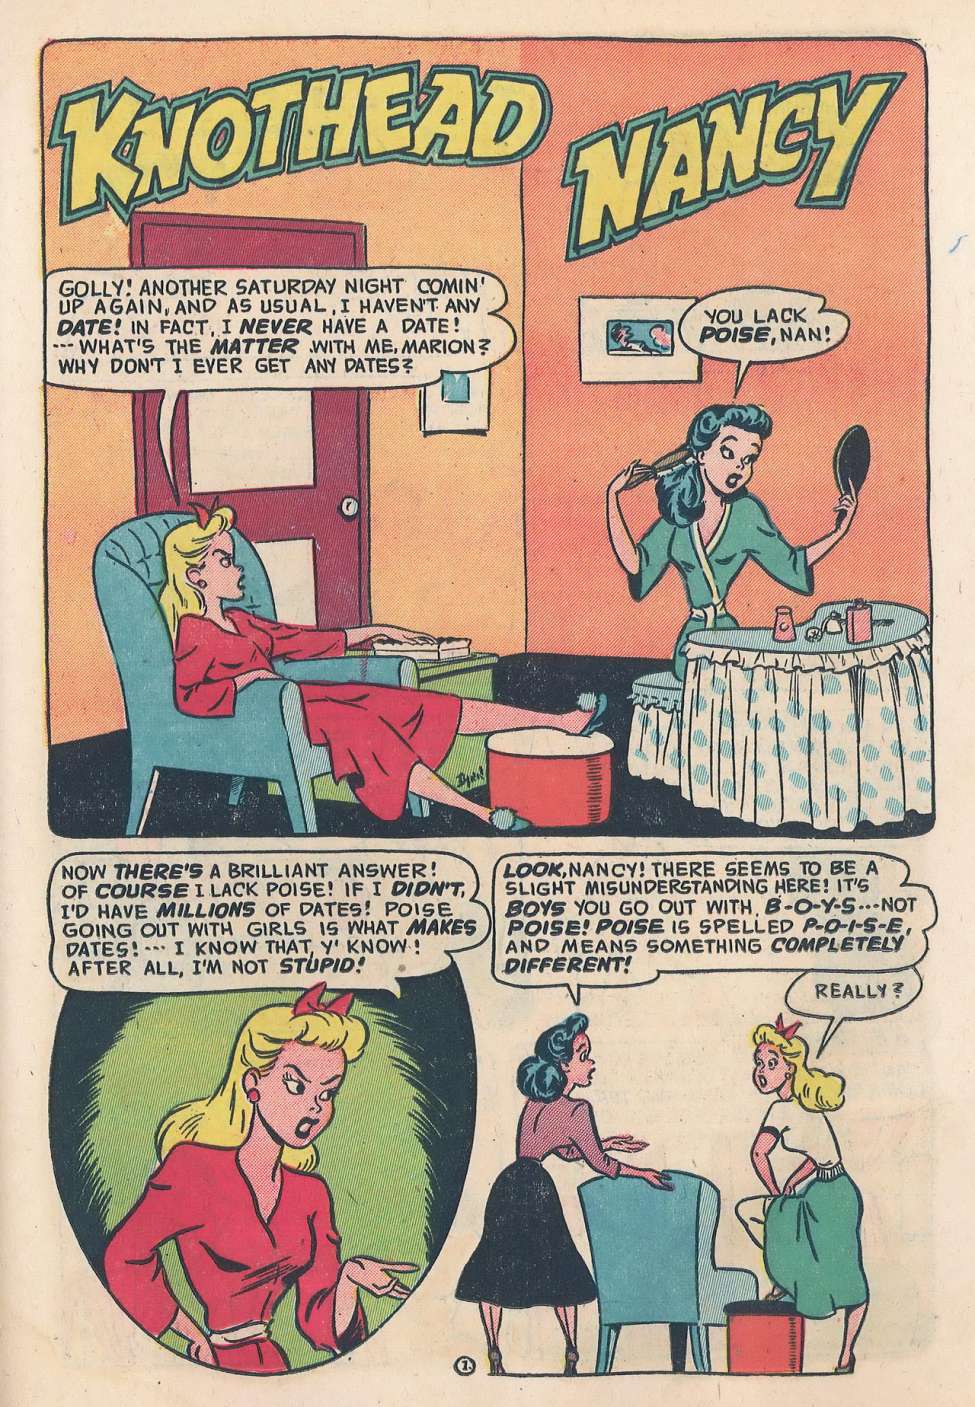 KNOTHEAD
NANCY
GOLLY! ANOTHER SATURDAY NIGHT COMIN'
UP AGAIN, AND AS USUAL, I HAVEN'T ANY
DATE! IN FACT, I NEVER HAVE A DATE!
---WHAT'S THE MATTER WITH ME, MARION?
WHY DON'T I EVER GET ANY DATES?
YOU LACK
POISE, NAN!
NOW THERE'S A BRILLIANT ANSWER!
OF COURSE I LACK POISE! IF I DIDN'T,
I'D HAVE MILLIONS OF DATES! POISE
GOING OUT WITH GIRLS IS WHAT MAKES
DATES!--- I KNOW THAT, Y' KNOW!
AFTER ALL, I'M NOT STUPID!
LOOK, NANCY! THERE SEEMS TO BE A
SLIGHT MISUNDERSTANDING HERE! IT'S
BOYS YOU GO OUT WITH, B-O-Y-S---NOT
POISE! POISE IS SPELLED P-O-I-S-E,
AND MEANS SOMETHING COMPLETELY
DIFFERENT!
REALLY?
1.